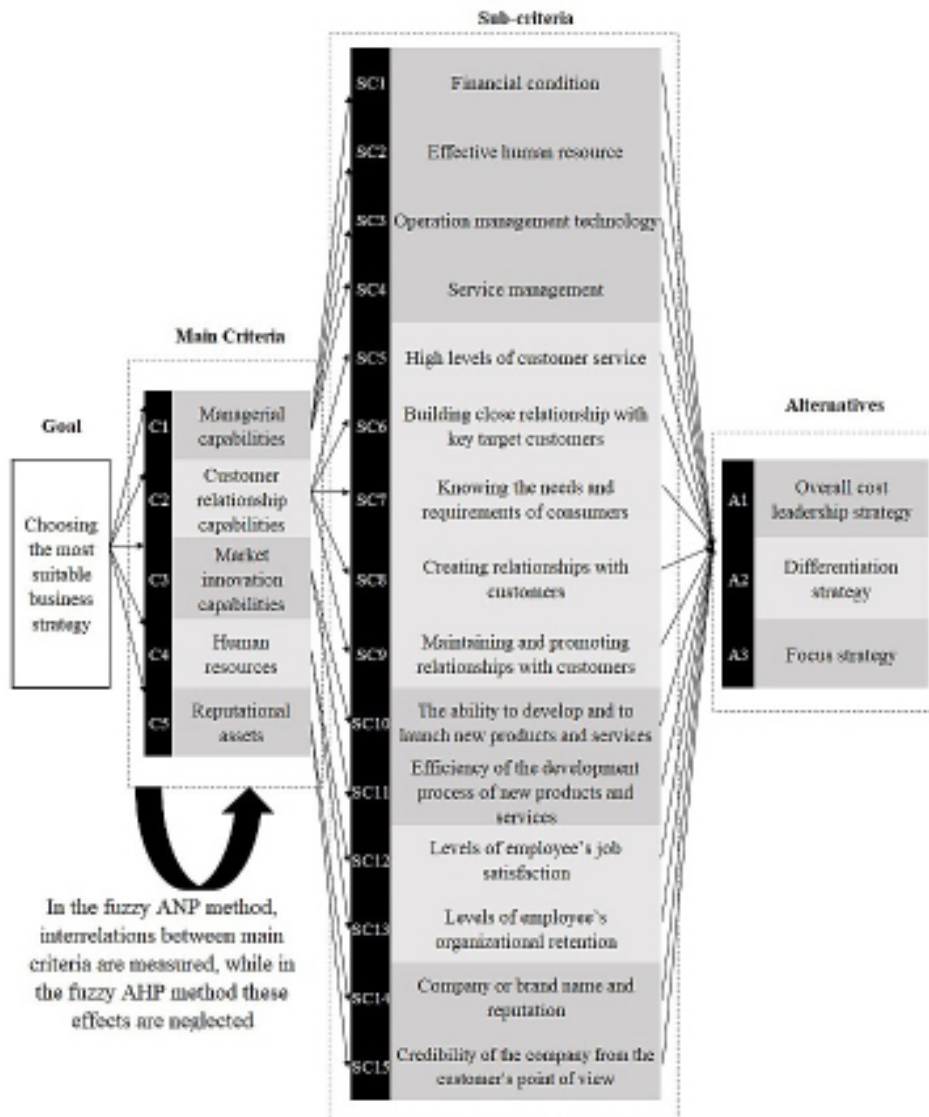 Sub-criteria
SC1
Financial condition
SC2
Effective human resource
SC3
Operation management technology
SC4
Service management
SC5
High levels of customer service
SC6
Building close relationship with
key target customers
SC7
Knowing the needs and
requirements of consumers
SC8
Creating relationships with
customers
SC9
Maintaining and promoting
relationships with customers
SC10
The ability to develop and to
launch new products and services
SC11
Efficiency of the development
process of new products and
services
SC12
Levels of employee's job
satisfaction
SC13
Levels of employee's
organizational retention
SC14
Company or brand name and
reputation
SC15
Credibility of the company from the
customer's point of view
Main Criteria
C1
Managerial
capabilities
C2
Customer
relationship
capabilities
C3
Market
innovation
capabilities
C4
Human
resources
C5
Reputational
assets
Goal
Choosing
the most
suitable
business
strategy
Alternatives
A1
Overall cost
leadership strategy
A2
Differentiation
strategy
A3
Focus strategy
In the fuzzy ANP method,
interrelations between main
criteria are measured, while in
the fuzzy AHP method these
effects are neglected